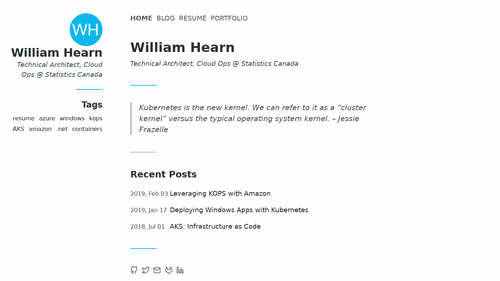 WH
William Hearn
Technical Architect, Cloud
Ops @ Statistics Canada
Tags
resume azure windows kops
AKS amazon .net containers
HOME BLOG RESUMÉ PORTFOLIO
William Hearn
Technical Architect, Cloud Ops @ Statistics Canada
Kubernetes is the new kernel. We can refer to it as a “cluster
kernel” versus the typical operating system kernel. – Jessie
Frazelle
Recent Posts
2019, Feb 03 Leveraging KOPS with Amazon
2019, Jan 17 Deploying Windows Apps with Kubernetes
2018, Jul 01 AKS: Infrastructure as Code